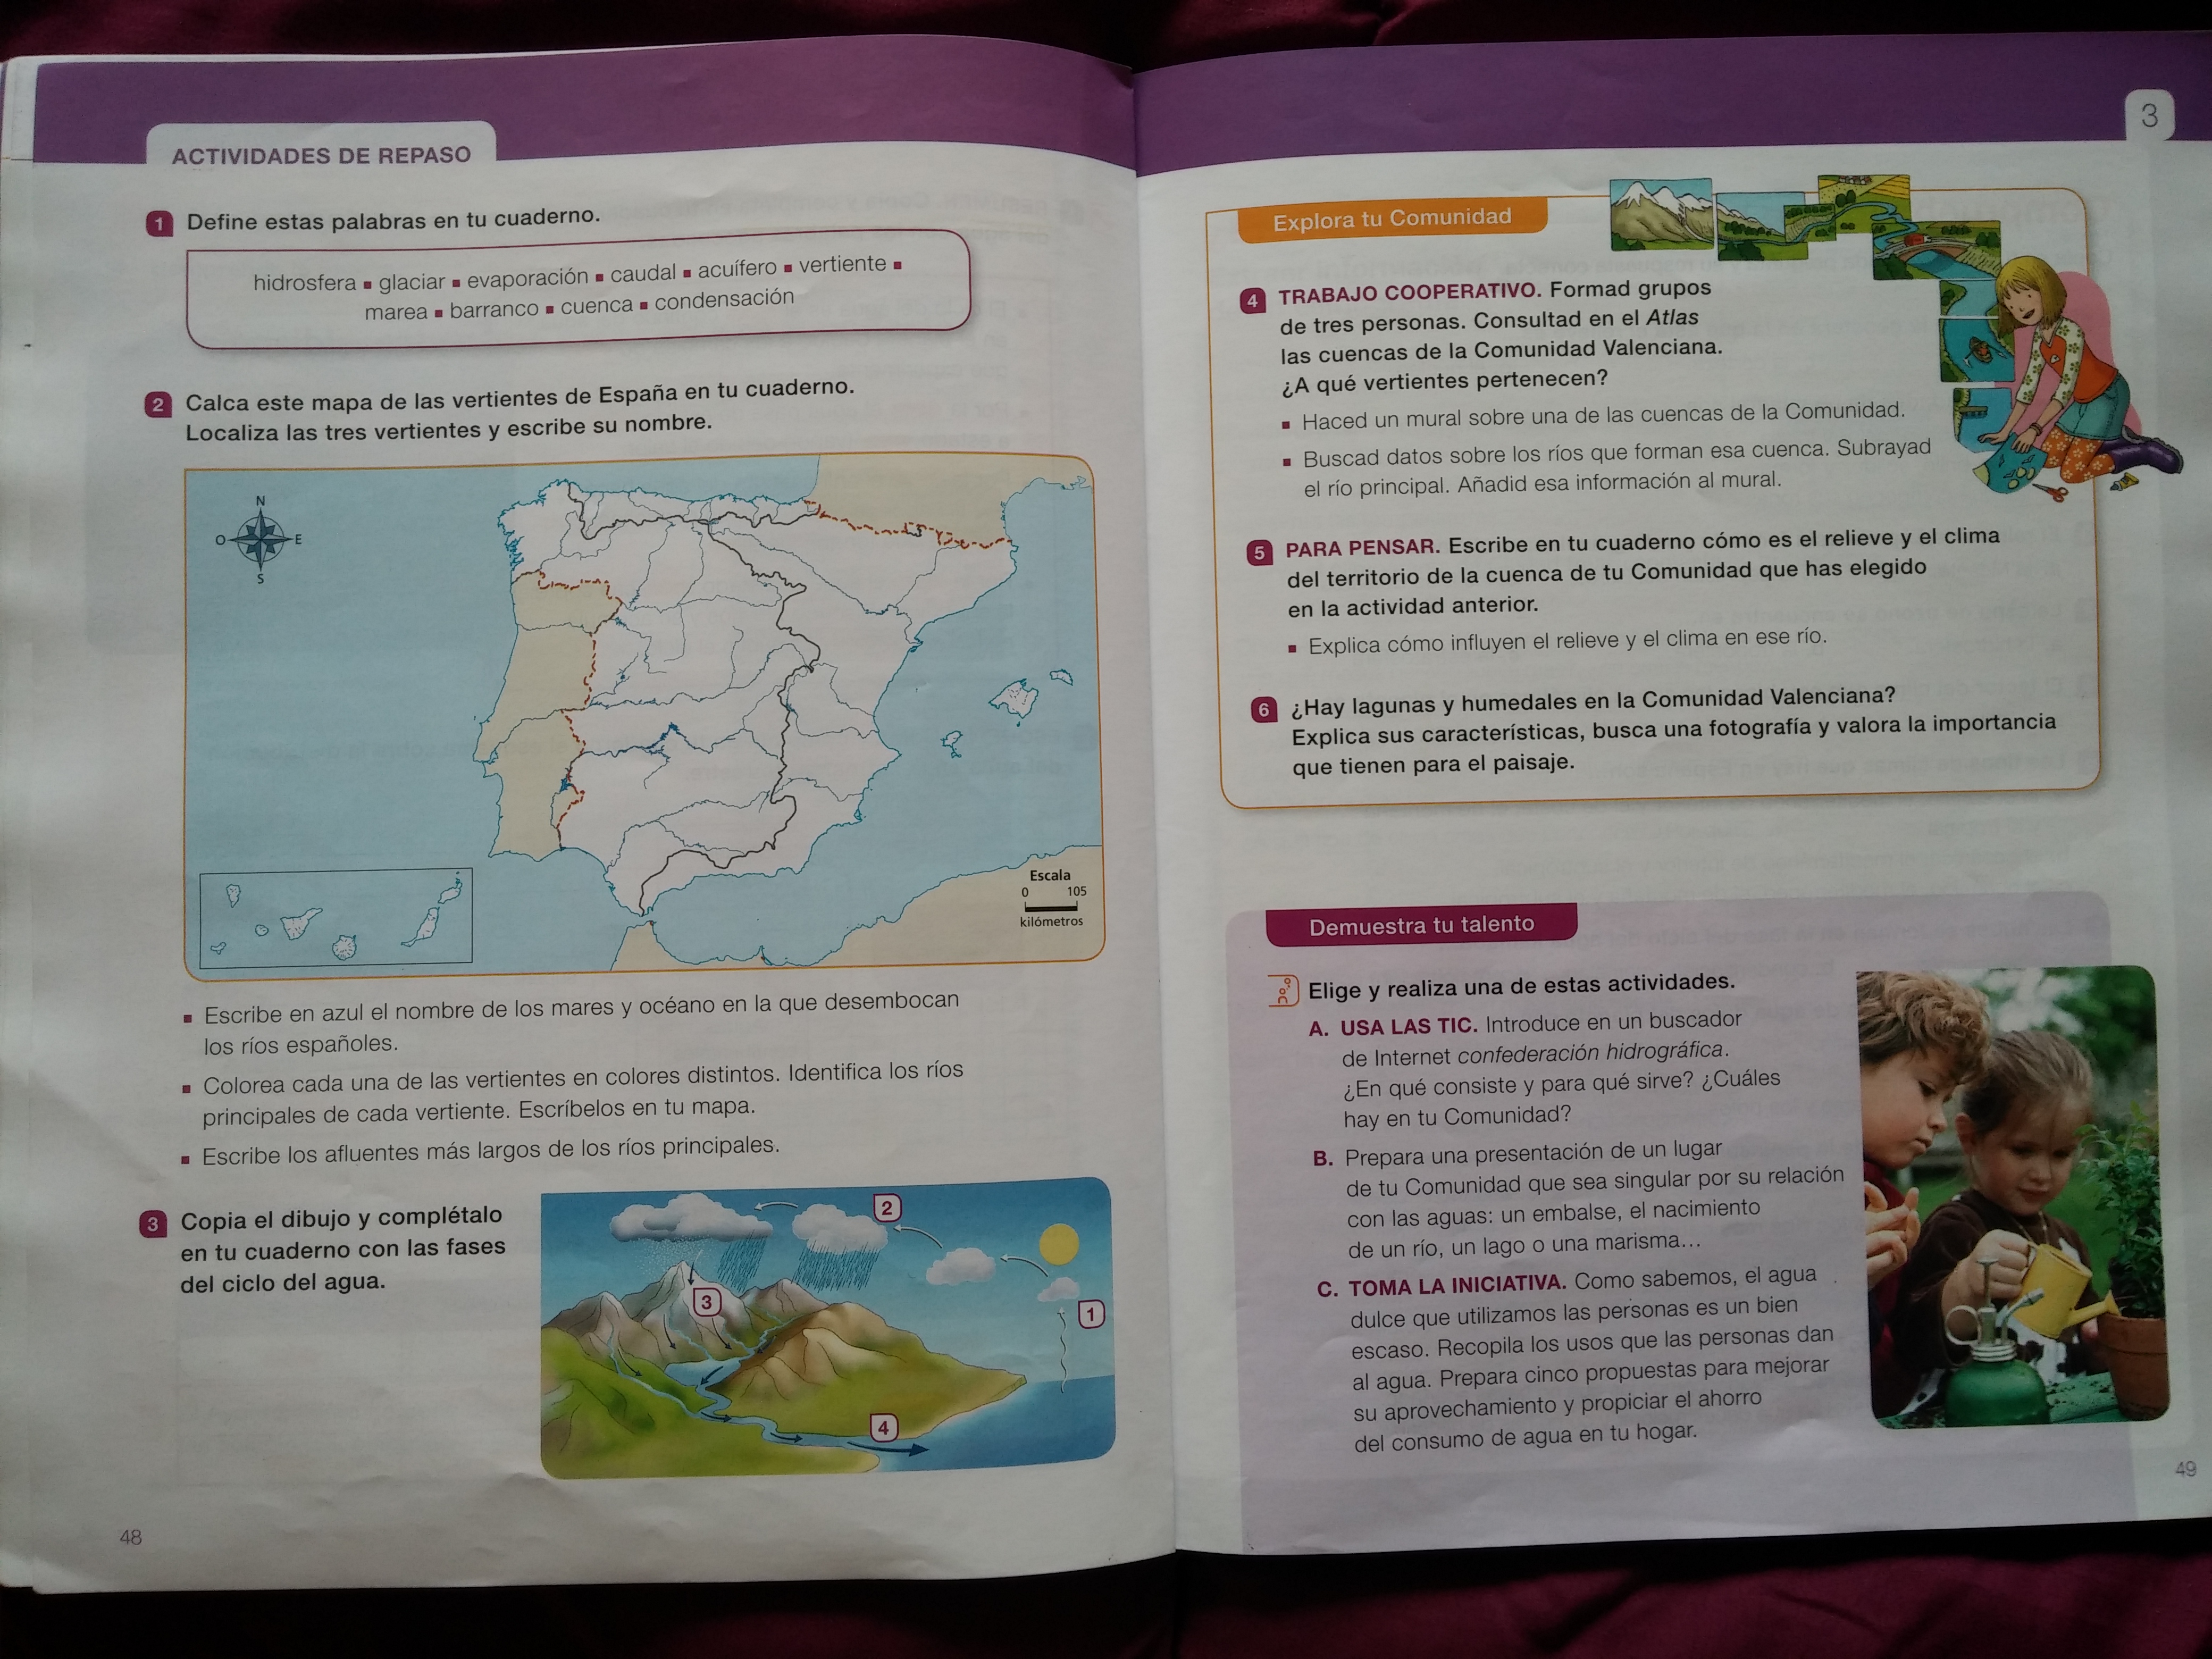 ACTIVIDADES DE REPASO
1 Define estas palabras en tu cuaderno.
hidrosfera ▪ glaciar ▪ evaporación ▪ caudal ▪ acuífero ▪ vertiente ▪
marea ▪ barranco ▪ cuenca ▪ condensación
2 Calca este mapa de las vertientes de España en tu cuaderno.
Localiza las tres vertientes y escribe su nombre.
N
O E
S
Escala
0 105
kilómetros
▪ Escribe en azul el nombre de los mares y océano en la que desembocan
los ríos españoles.
▪ Colorea cada una de las vertientes en colores distintos. Identifica los ríos
principales de cada vertiente. Escríbelos en tu mapa.
▪ Escribe los afluentes más largos de los ríos principales.
3 Copia el dibujo y complétalo
en tu cuaderno con las fases
del ciclo del agua.
2
3
1
4
48
3
Explora tu Comunidad
4 TRABAJO COOPERATIVO. Formad grupos
de tres personas. Consultad en el Atlas
las cuencas de la Comunidad Valenciana.
¿A qué vertientes pertenecen?
▪ Haced un mural sobre una de las cuencas de la Comunidad.
▪ Buscad datos sobre los ríos que forman esa cuenca. Subrayad
el río principal. Añadid esa información al mural.
5 PARA PENSAR. Escribe en tu cuaderno cómo es el relieve y el clima
del territorio de la cuenca de tu Comunidad que has elegido
en la actividad anterior.
▪ Explica cómo influyen el relieve y el clima en ese río.
6 ¿Hay lagunas y humedales en la Comunidad Valenciana?
Explica sus características, busca una fotografía y valora la importancia
que tienen para el paisaje.
Demuestra tu talento
Elige y realiza una de estas actividades.
A. USA LAS TIC. Introduce en un buscador
de Internet confederación hidrográfica.
¿En qué consiste y para qué sirve? ¿Cuáles
hay en tu Comunidad?
B. Prepara una presentación de un lugar
de tu Comunidad que sea singular por su relación
con las aguas: un embalse, el nacimiento
de un río, un lago o una marisma...
C. TOMA LA INICIATIVA. Como sabemos, el agua
dulce que utilizamos las personas es un bien
escaso. Recopila los usos que las personas dan
al agua. Prepara cinco propuestas para mejorar
su aprovechamiento y propiciar el ahorro
del consumo de agua en tu hogar.
49